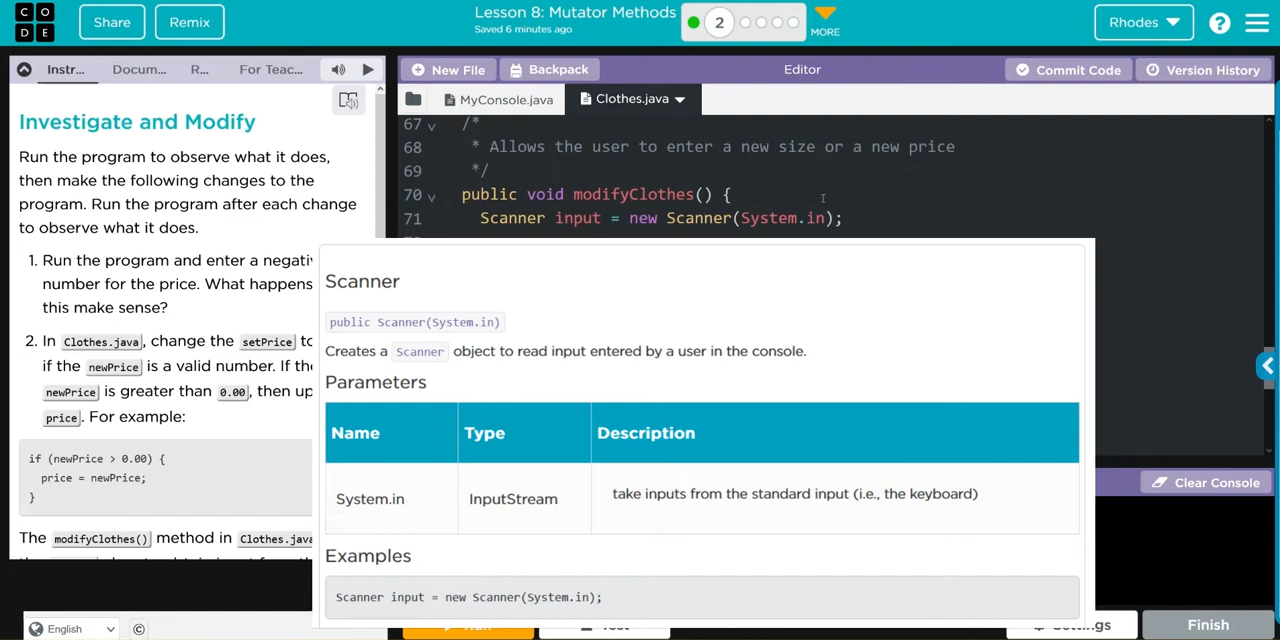 CODE
Share
Remix
Lesson 8: Mutator Methods
Saved 6 minutes ago
2
MORE
Rhodes
?
Instr...
Docum...
R...
For Teac...
New File
Backpack
Editor
Commit Code
Version History
MyConsole.java
Clothes.java
Investigate and Modify
Run the program to observe what it does,
then make the following changes to the
program. Run the program after each change
to observe what it does.
1. Run the program and enter a negati
number for the price. What happens
this make sense?
2. In Clothes.java, change the setPrice to
if the newPrice is a valid number. If the
newPrice is greater than 0.00, then up
price. For example:
if (newPrice > 0.00) {
price = newPrice;
}
The modifyClothes() method in Clothes.java
67 /*
68 * Allows the user to enter a new size or a new price
69 */
70 public void modifyClothes() {
71 Scanner input = new Scanner(System.in);
Scanner
public Scanner(System.in)
Creates a Scanner object to read input entered by a user in the console.
Parameters
Name Type Description
System.in InputStream take inputs from the standard input (i.e., the keyboard)
Examples
Scanner input = new Scanner(System.in);
Clear Console
English
©
Run
Test
Settings
Finish